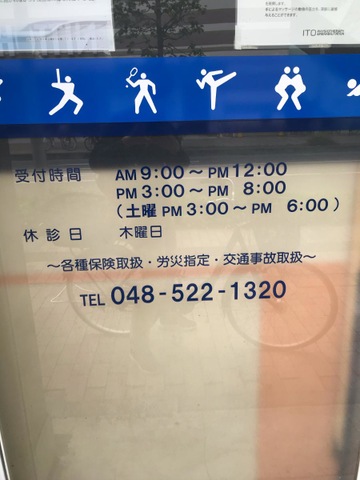 ITO
受付時間 AM 9:00～PM 12:00
PM 3:00～PM 8:00
(土曜 PM 3:00～PM 6:00)
休診日 木曜日
～各種保険取扱・労災指定・交通事故取扱～
TEL 048-522-1320